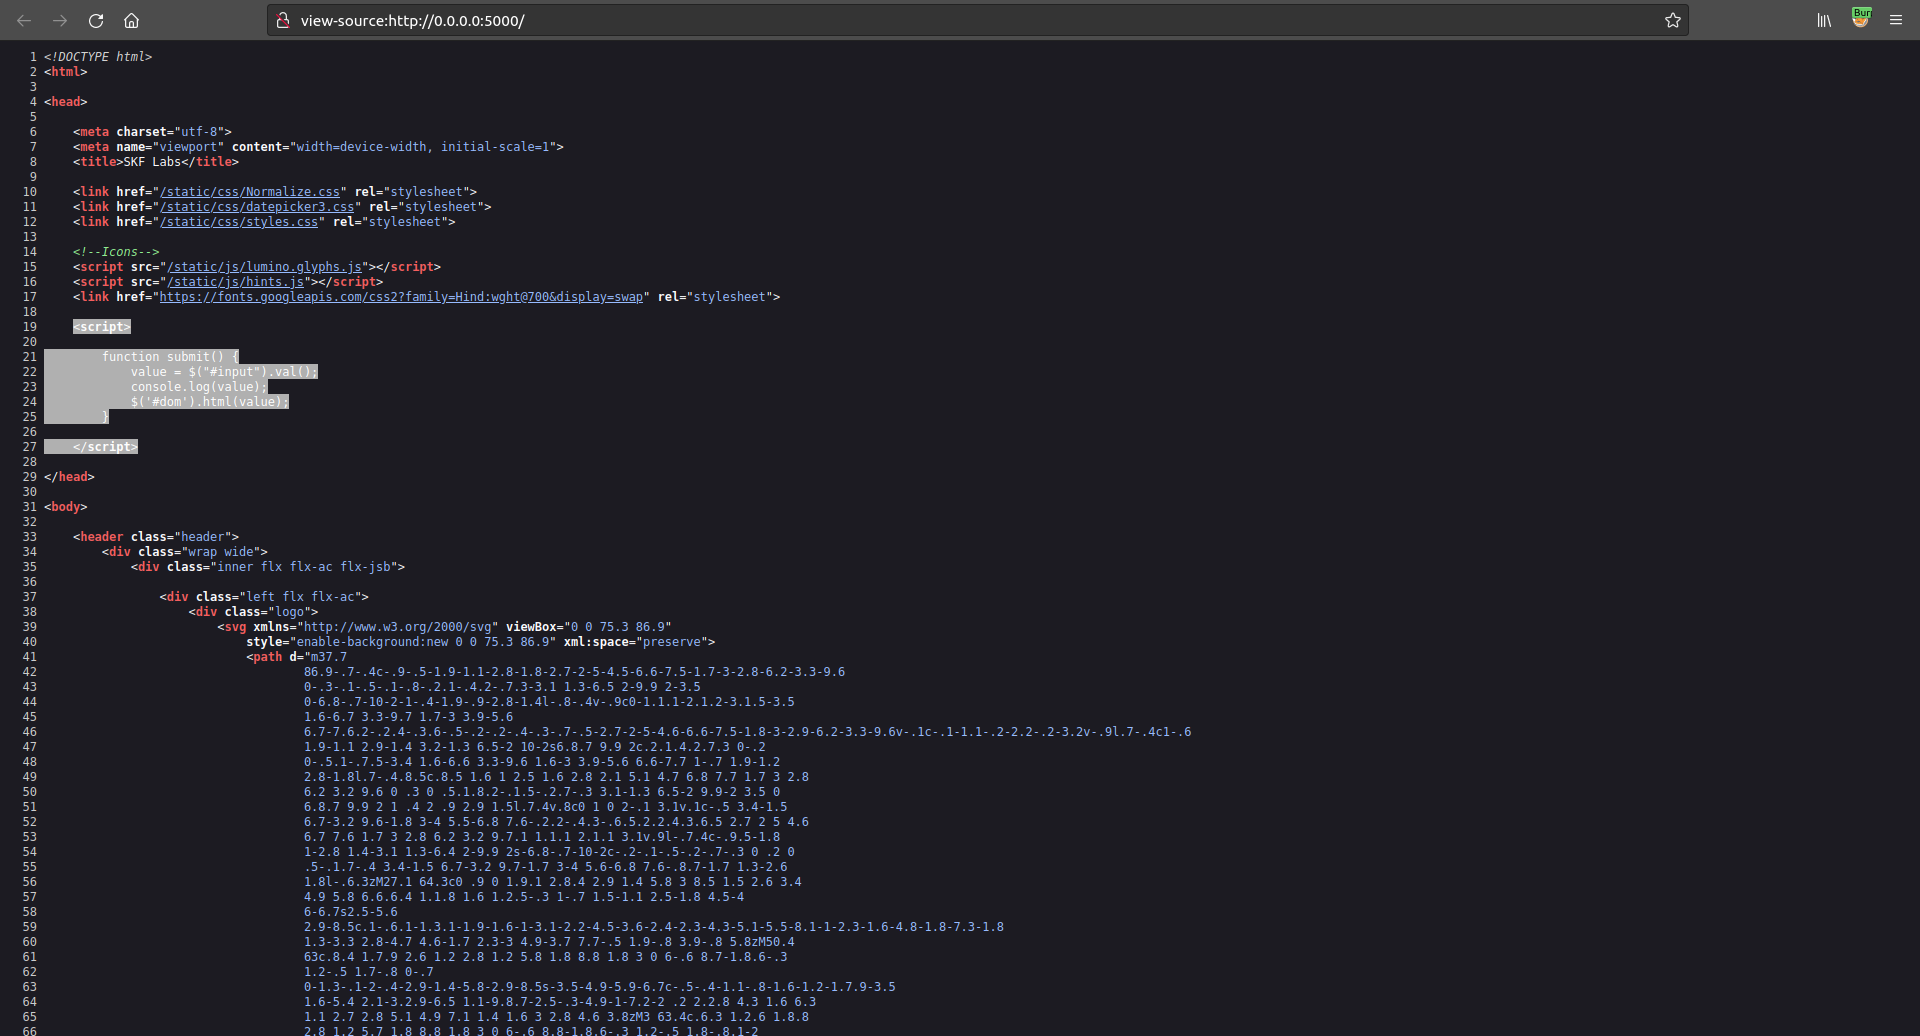 view-source:http://0.0.0.0:5000/
Bur
1 <!DOCTYPE html>
2 <html>
3
4 <head>
5
6 <meta charset="utf-8">
7 <meta name="viewport" content="width=device-width, initial-scale=1">
8 <title>SKF Labs</title>
9
10 <link href="/static/css/Normalize.css" rel="stylesheet">
11 <link href="/static/css/datepicker3.css" rel="stylesheet">
12 <link href="/static/css/styles.css" rel="stylesheet">
13
14 <!--Icons-->
15 <script src="/static/js/lumino.glyphs.js"></script>
16 <script src="/static/js/hints.js"></script>
17 <link href="https://fonts.googleapis.com/css2?family=Hind:wght@700&display=swap" rel="stylesheet">
18
19 <script>
20
21 function submit() {
22 value = $("#input").val();
23 console.log(value);
24 $('#dom').html(value);
25 }
26
27 </script>
28
29 </head>
30
31 <body>
32
33 <header class="header">
34 <div class="wrap wide">
35 <div class="inner flx flx-ac flx-jsb">
36
37 <div class="left flx flx-ac">
38 <div class="logo">
39 <svg xmlns="http://www.w3.org/2000/svg" viewBox="0 0 75.3 86.9"
40 style="enable-background:new 0 0 75.3 86.9" xml:space="preserve">
41 <path d="m37.7
42 86.9-.7-.4c-.9-.5-1.9-1.1-2.8-1.8-2.7-2-5-4.5-6.6-7.5-1.7-3-2.8-6.2-3.3-9.6
43 0-.3-.1-.5-.1-.8-.2.1-.4.2-.7.3-3.1 1.3-6.5 2-9.9 2-3.5
44 0-6.8-.7-10-2-1-.4-1.9-.9-2.8-1.4l-.8-.4v-.9c0-1.1.1-2.1.2-3.1.5-3.5
45 1.6-6.7 3.3-9.7 1.7-3 3.9-5.6
46 6.7-7.6.2-.2.4-.3.6-.5-.2-.2-.4-.3-.7-.5-2.7-2-5-4.6-6.6-7.5-1.8-3-2.9-6.2-3.3-9.6v-.1c-.1-1.1-.2-2.2-.2-3.2v-.9l.7-.4c1-.6
47 1.9-1.1 2.9-1.4 3.2-1.3 6.5-2 10-2s6.8.7 9.9 2c.2.1.4.2.7.3 0-.2
48 0-.5.1-.7.5-3.4 1.6-6.6 3.3-9.6 1.6-3 3.9-5.6 6.6-7.7 1-.7 1.9-1.2
49 2.8-1.8l.7-.4.8.5c.8.5 1.6 1 2.5 1.6 2.8 2.1 5.1 4.7 6.8 7.7 1.7 3 2.8
50 6.2 3.2 9.6 0 .3 0 .5.1.8.2-.1.5-.2.7-.3 3.1-1.3 6.5-2 9.9-2 3.5 0
51 6.8.7 9.9 2 1 .4 2 .9 2.9 1.5l.7.4v.8c0 1 0 2-.1 3.1v.1c-.5 3.4-1.5
52 6.7-3.2 9.6-1.8 3-4 5.5-6.8 7.6-.2.2-.4.3-.6.5.2.2.4.3.6.5 2.7 2 5 4.6
53 6.7 7.6 1.7 3 2.8 6.2 3.2 9.7.1 1.1.1 2.1.1 3.1v.9l-.7.4c-.9.5-1.8
54 1-2.8 1.4-3.1 1.3-6.4 2-9.9 2s-6.8-.7-10-2c-.2-.1-.5-.2-.7-.3 0 .2 0
55 .5-.1.7-.4 3.4-1.5 6.7-3.2 9.7-1.7 3-4 5.6-6.8 7.6-.8.7-1.7 1.3-2.6
56 1.8l-.6.3zM27.1 64.3c0 .9 0 1.9.1 2.8.4 2.9 1.4 5.8 3 8.5 1.5 2.6 3.4
57 4.9 5.8 6.6.6.4 1.1.8 1.6 1.2.5-.3 1-.7 1.5-1.1 2.5-1.8 4.5-4
58 6-6.7s2.5-5.6
59 2.9-8.5c.1-.6.1-1.3.1-1.9-1.6-1-3.1-2.2-4.5-3.6-2.4-2.3-4.3-5.1-5.5-8.1-1-2.3-1.6-4.8-1.8-7.3-1.8
60 1.3-3.3 2.8-4.7 4.6-1.7 2.3-3 4.9-3.7 7.7-.5 1.9-.8 3.9-.8 5.8zM50.4
61 63c.8.4 1.7.9 2.6 1.2 2.8 1.2 5.8 1.8 8.8 1.8 3 0 6-.6 8.7-1.8.6-.3
62 1.2-.5 1.7-.8 0-.7
63 0-1.3-.1-2-.4-2.9-1.4-5.8-2.9-8.5s-3.5-4.9-5.9-6.7c-.5-.4-1.1-.8-1.6-1.2-1.7.9-3.5
64 1.6-5.4 2.1-3.2.9-6.5 1.1-9.8.7-2.5-.3-4.9-1-7.2-2 .2 2.2.8 4.3 1.6 6.3
65 1.1 2.7 2.8 5.1 4.9 7.1 1.4 1.6 3 2.8 4.6 3.8zM3 63.4c.6.3 1.2.6 1.8.8
66 2.8 1.2 5.7 1.8 8.8 1.8 3 0 6-.6 8.8-1.8.6-.3 1.2-.5 1.8-.8.1-2